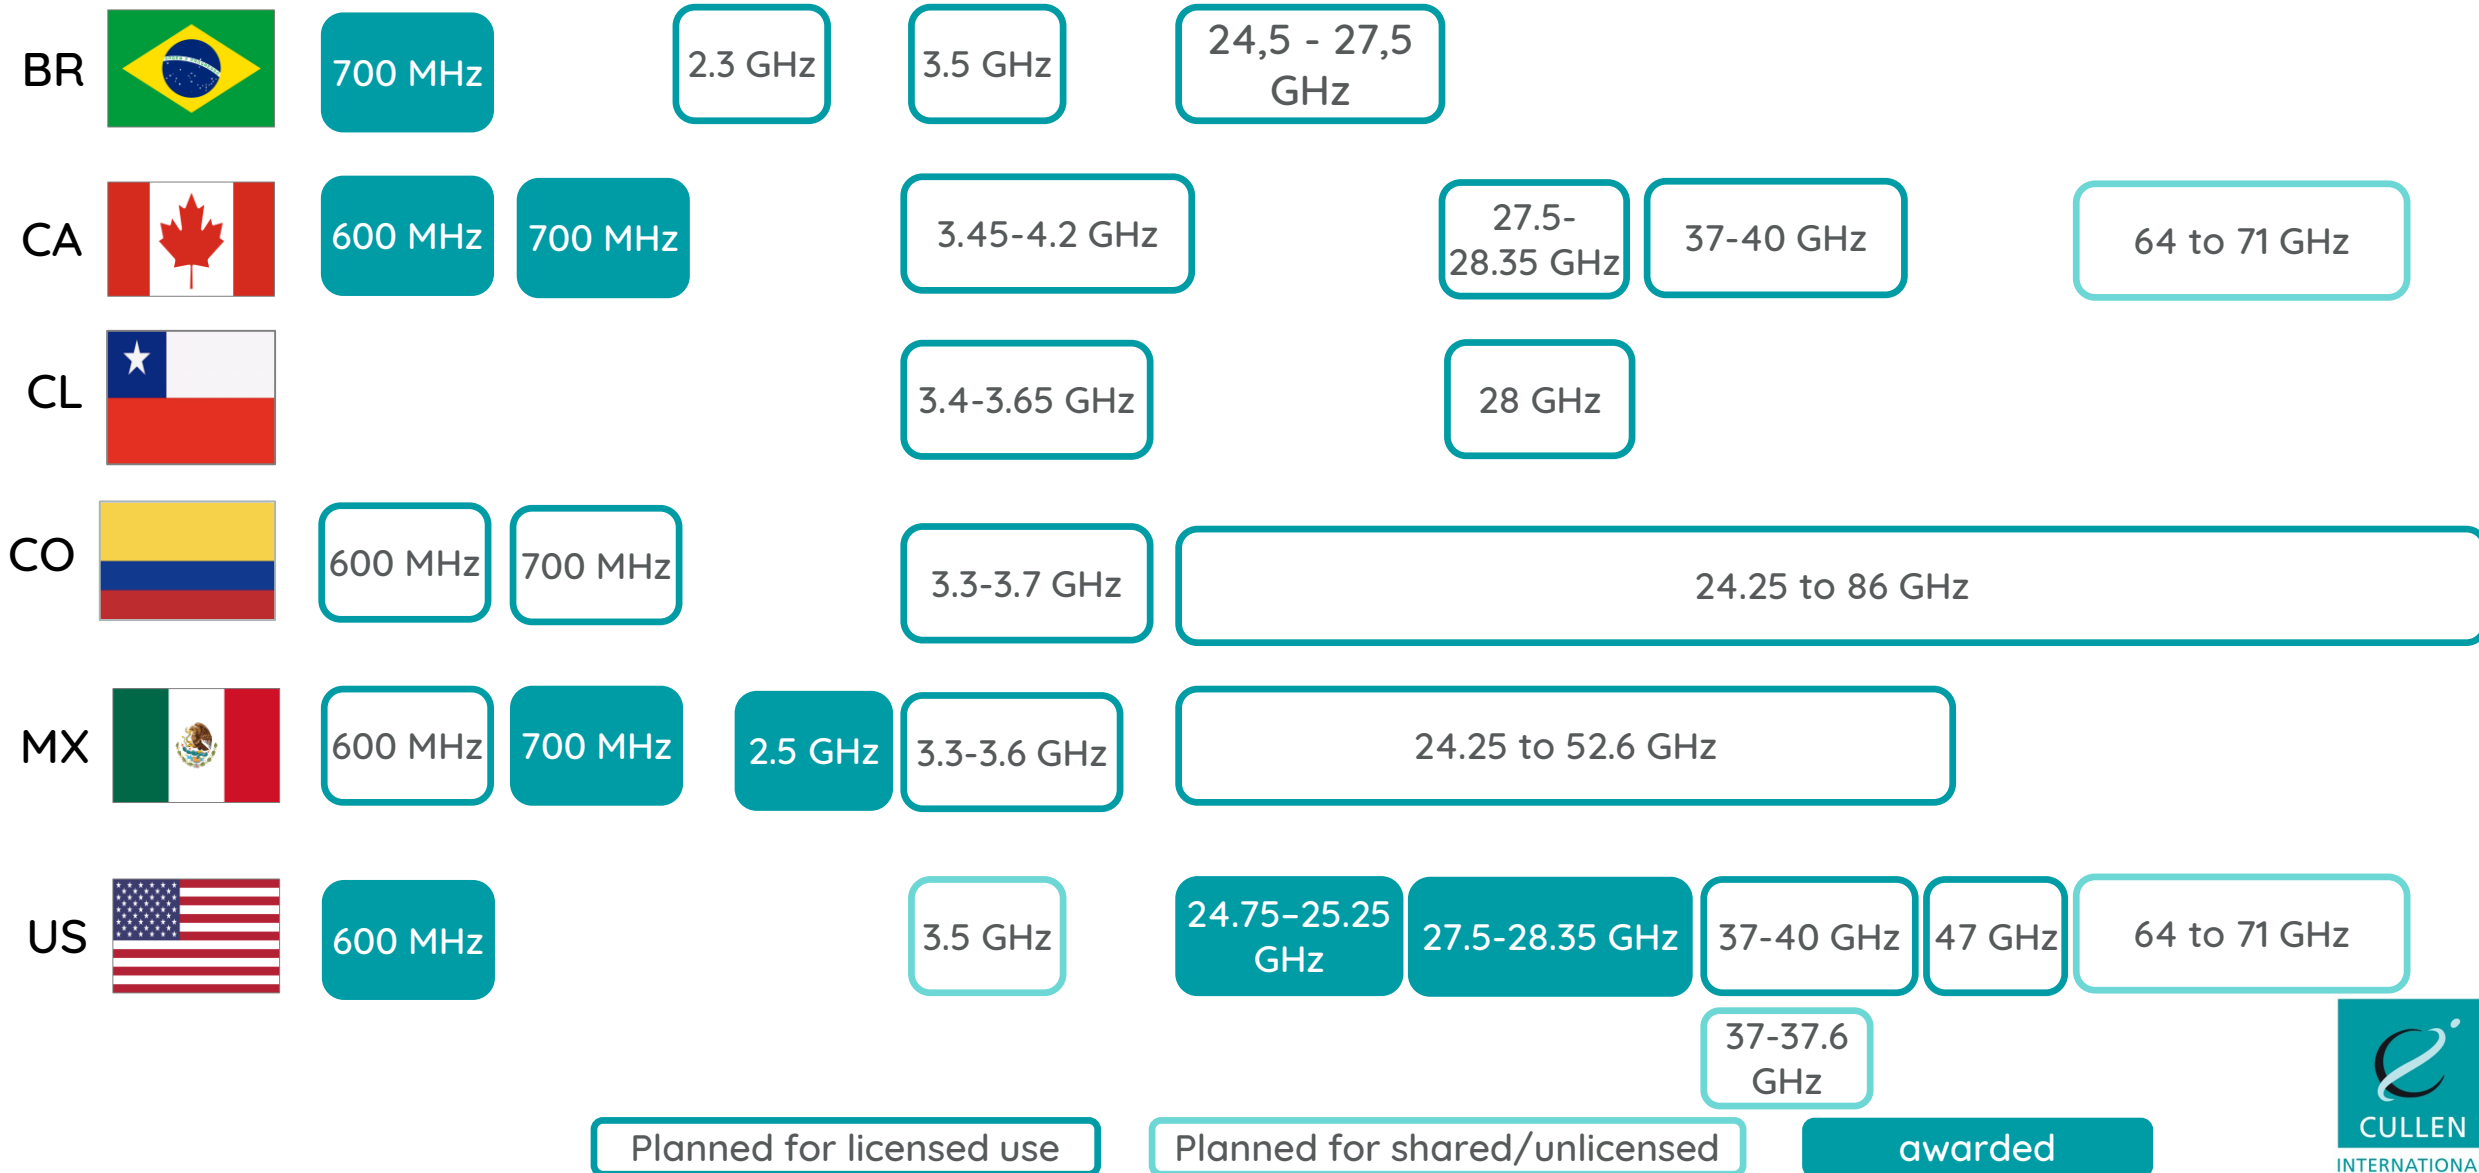 BR
700 MHz
2.3 GHz
3.5 GHz
24,5 - 27,5
GHz
CA
600 MHz
700 MHz
3.45-4.2 GHz
27.5-
28.35 GHz
37-40 GHz
64 to 71 GHz
CL
3.4-3.65 GHz
28 GHz
CO
600 MHz
700 MHz
3.3-3.7 GHz
24.25 to 86 GHz
MX
600 MHz
700 MHz
2.5 GHz
3.3-3.6 GHz
24.25 to 52.6 GHz
US
600 MHz
3.5 GHz
24.75–25.25
GHz
27.5-28.35 GHz
37-40 GHz
47 GHz
64 to 71 GHz
37-37.6
GHz
Planned for licensed use
Planned for shared/unlicensed
awarded
CULLEN
INTERNATIONA